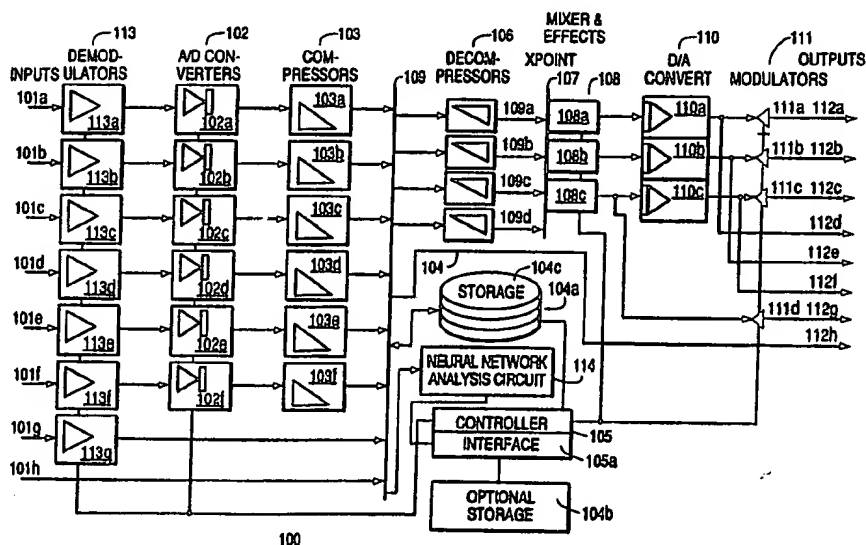 113
102
103
106
MIXER &
EFFECTS
110
111
DEMOD-
ULATORS
A/D CON-
VERTERS
COM-
PRESSORS
DECOM-
PRESSORS
XPOINT
D/A
CONVERT
MODULATORS
OUTPUTS
INPUTS
109
107
108
101a
113a
102a
103a
109a
108a
110a
111a
112a
101b
113b
102b
103b
109b
108b
110b
111b
112b
101c
113c
102c
103c
109c
108c
110c
111c
112c
109d
112d
101d
113d
102d
103d
104
104c
112e
STORAGE
104a
112f
101e
113e
102e
103e
111d
112g
112h
NEURAL NETWORK
ANALYSIS CIRCUIT
114
101f
113f
102f
103f
CONTROLLER
105
101g
113g
INTERFACE
105a
101h
OPTIONAL
STORAGE
104b
100